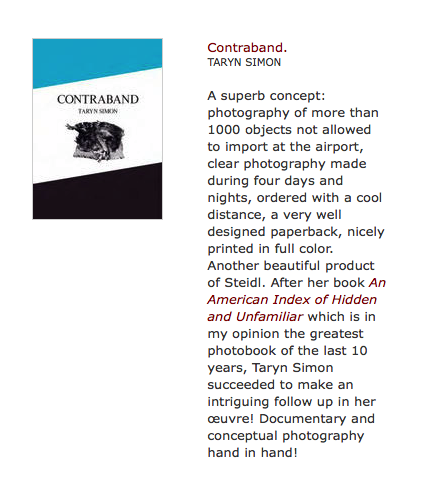 CONTRABAND
TARYN SIMON
Contraband.
TARYN SIMON
A superb concept:
photography of more than
1000 objects not allowed
to import at the airport,
clear photography made
during four days and
nights, ordered with a cool
distance, a very well
designed paperback, nicely
printed in full color.
Another beautiful product
of Steidl. After her book An
American Index of Hidden
and Unfamiliar which is in
my opinion the greatest
photobook of the last 10
years, Taryn Simon
succeeded to make an
intriguing follow up in her
œuvre! Documentary and
conceptual photography
hand in hand!